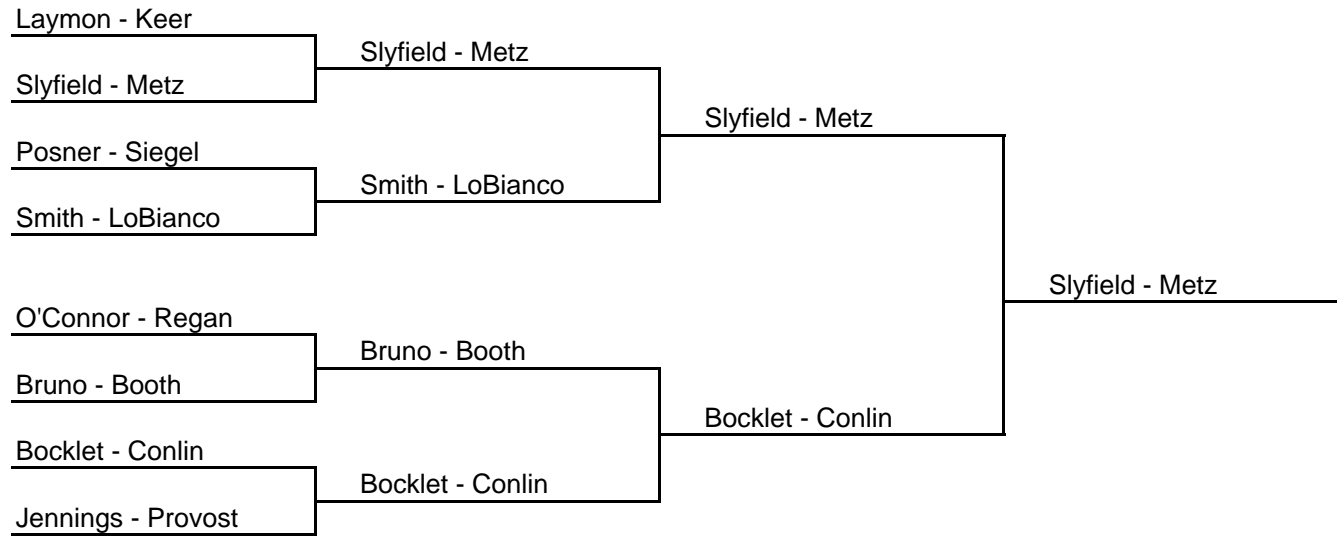 Laymon - Keer
Slyfield - Metz
Slyfield - Metz
Slyfield - Metz
Posner - Siegel
Smith - LoBianco
Smith - LoBianco
Slyfield - Metz
O'Connor - Regan
Bruno - Booth
Bruno - Booth
Bocklet - Conlin
Bocklet - Conlin
Bocklet - Conlin
Jennings - Provost